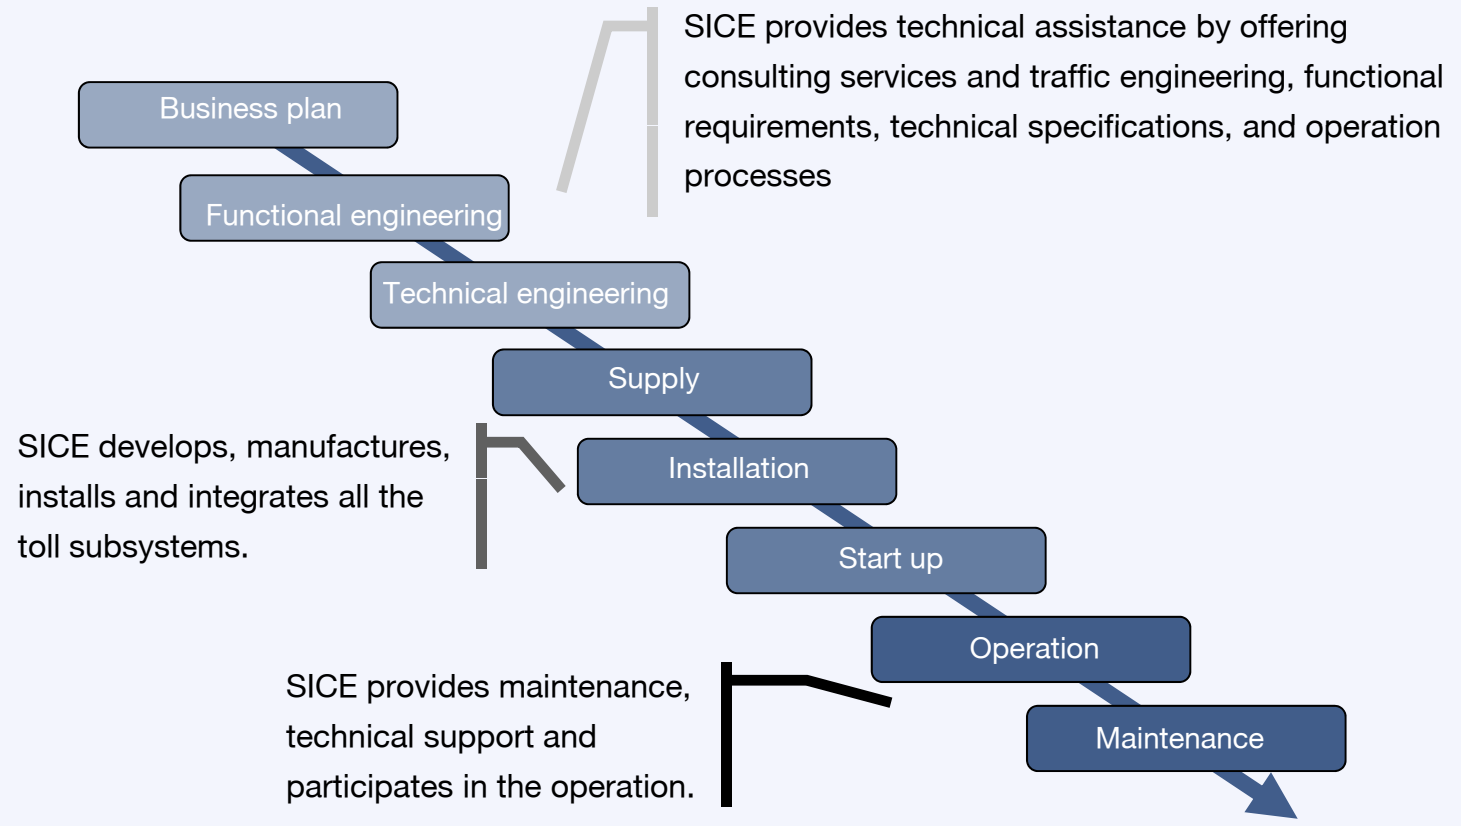 SICE provides technical assistance by offering
consulting services and traffic engineering, functional
requirements, technical specifications, and operation
processes
Business plan
Functional engineering
Technical engineering
Supply
SICE develops, manufactures,
installs and integrates all the
toll subsystems.
Installation
Start up
Operation
SICE provides maintenance,
technical support and
participates in the operation.
Maintenance